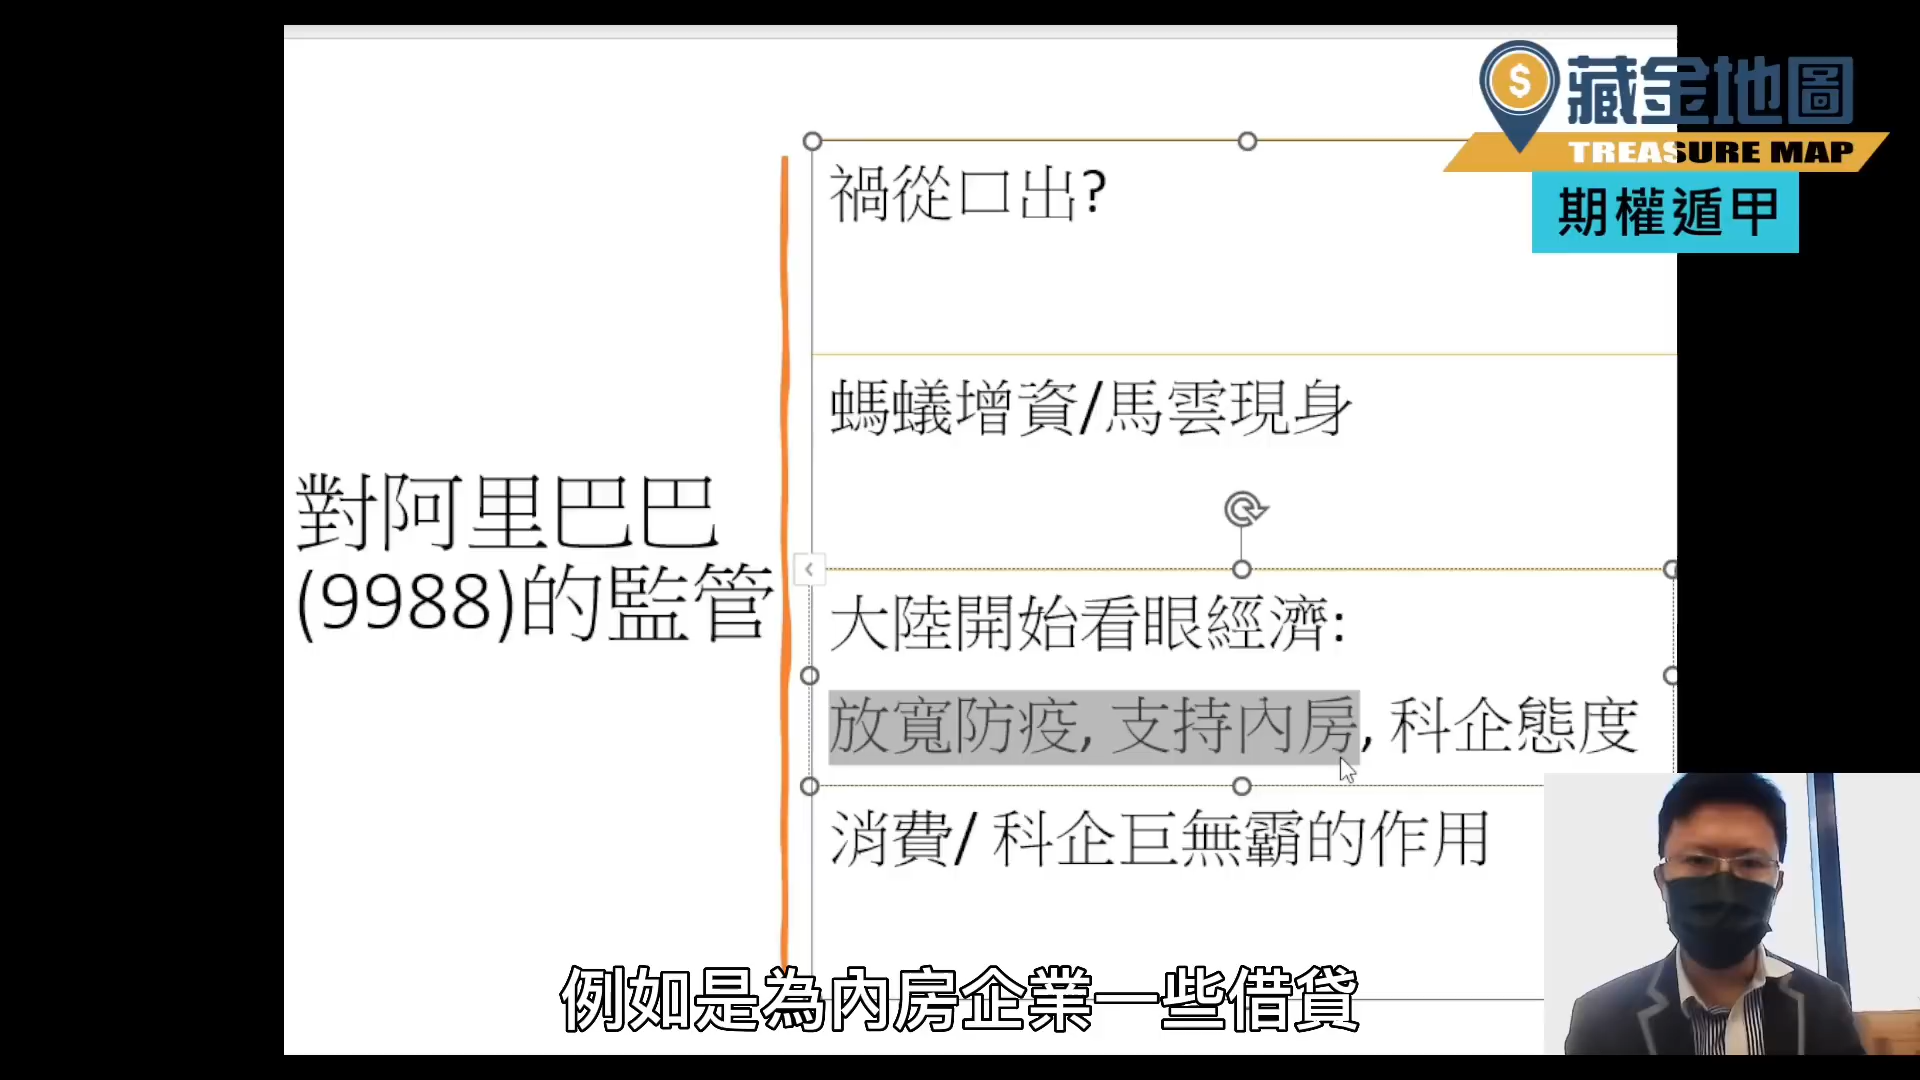 藏金地圖
TREASURE MAP
期權遁甲
對阿里巴巴
(9988)的監管
禍從口出?
螞蟻增資/馬雲現身
大陸開始看眼經濟:
放寬防疫, 支持內房, 科企態度
消費/ 科企巨無霸的作用
例如是為內房企業一些借貸